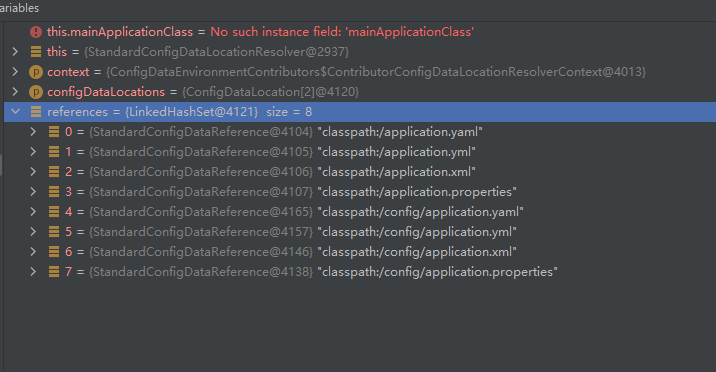 ariables
this.mainApplicationClass = No such instance field: 'mainApplicationClass'
this = {StandardConfigDataLocationResolver@2937}
p context = {ConfigDataEnvironmentContributors$ContributorConfigDataLocationResolverContext@4013}
p configDataLocations = {ConfigDataLocation[2]@4120}
references = {LinkedHashSet@4121} size = 8
0 = {StandardConfigDataReference@4104} "classpath:/application.yaml"
1 = {StandardConfigDataReference@4105} "classpath:/application.yml"
2 = {StandardConfigDataReference@4106} "classpath:/application.xml"
3 = {StandardConfigDataReference@4107} "classpath:/application.properties"
4 = {StandardConfigDataReference@4165} "classpath:/config/application.yaml"
5 = {StandardConfigDataReference@4157} "classpath:/config/application.yml"
6 = {StandardConfigDataReference@4146} "classpath:/config/application.xml"
7 = {StandardConfigDataReference@4138} "classpath:/config/application.properties"